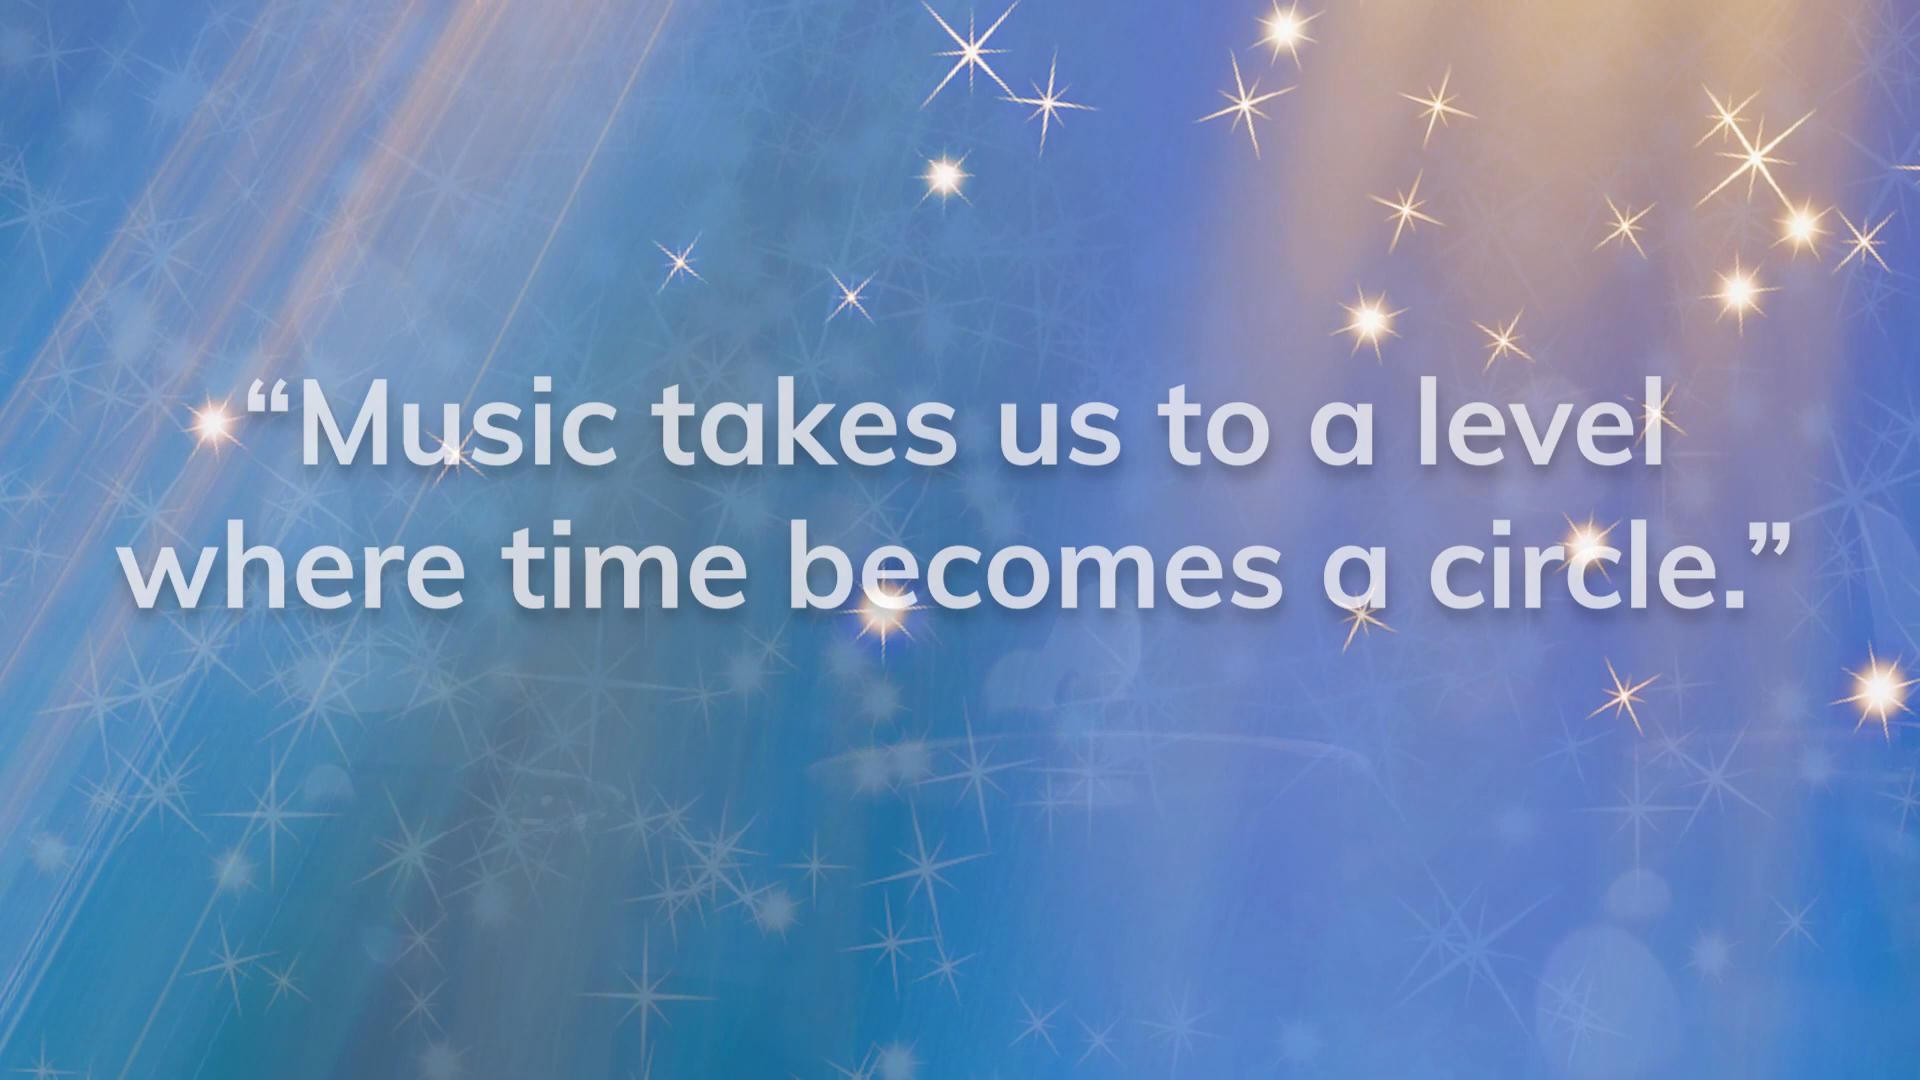 “Music takes us to a level
where time becomes a circle.”